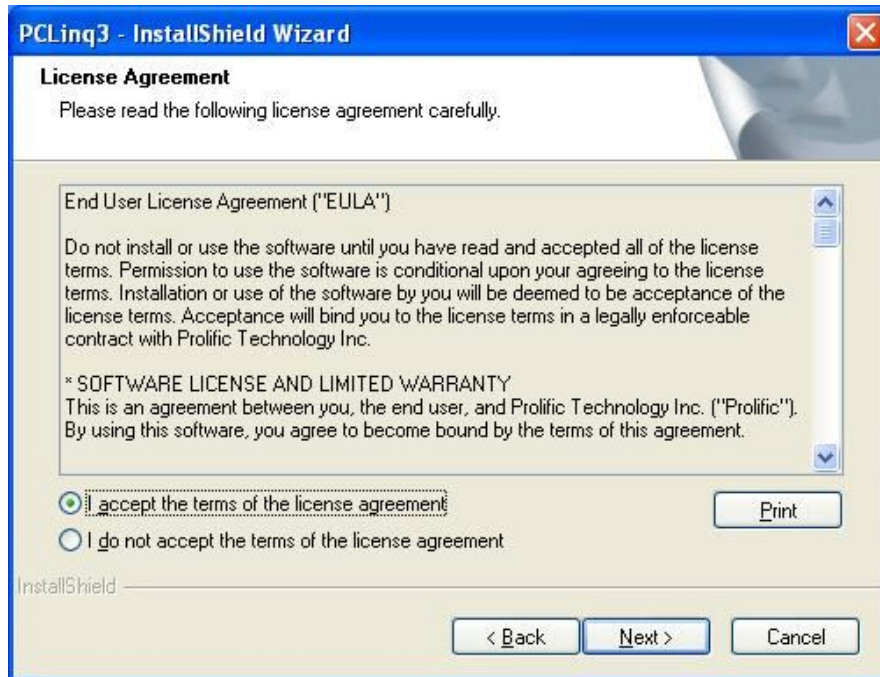 PCLinq3 - InstallShield Wizard
License Agreement
Please read the following license agreement carefully.
End User License Agreement ("EULA")
Do not install or use the software until you have read and accepted all of the license
terms. Permission to use the software is conditional upon your agreeing to the license
terms. Installation or use of the software by you will be deemed to be acceptance of the
license terms. Acceptance will bind you to the license terms in a legally enforceable
contract with Prolific Technology Inc.
* SOFTWARE LICENSE AND LIMITED WARRANTY
This is an agreement between you, the end user, and Prolific Technology Inc. ("Prolific").
By using this software, you agree to become bound by the terms of this agreement.
I accept the terms of the license agreement
Print
I do not accept the terms of the license agreement
InstallShield
< Back
Next >
Cancel